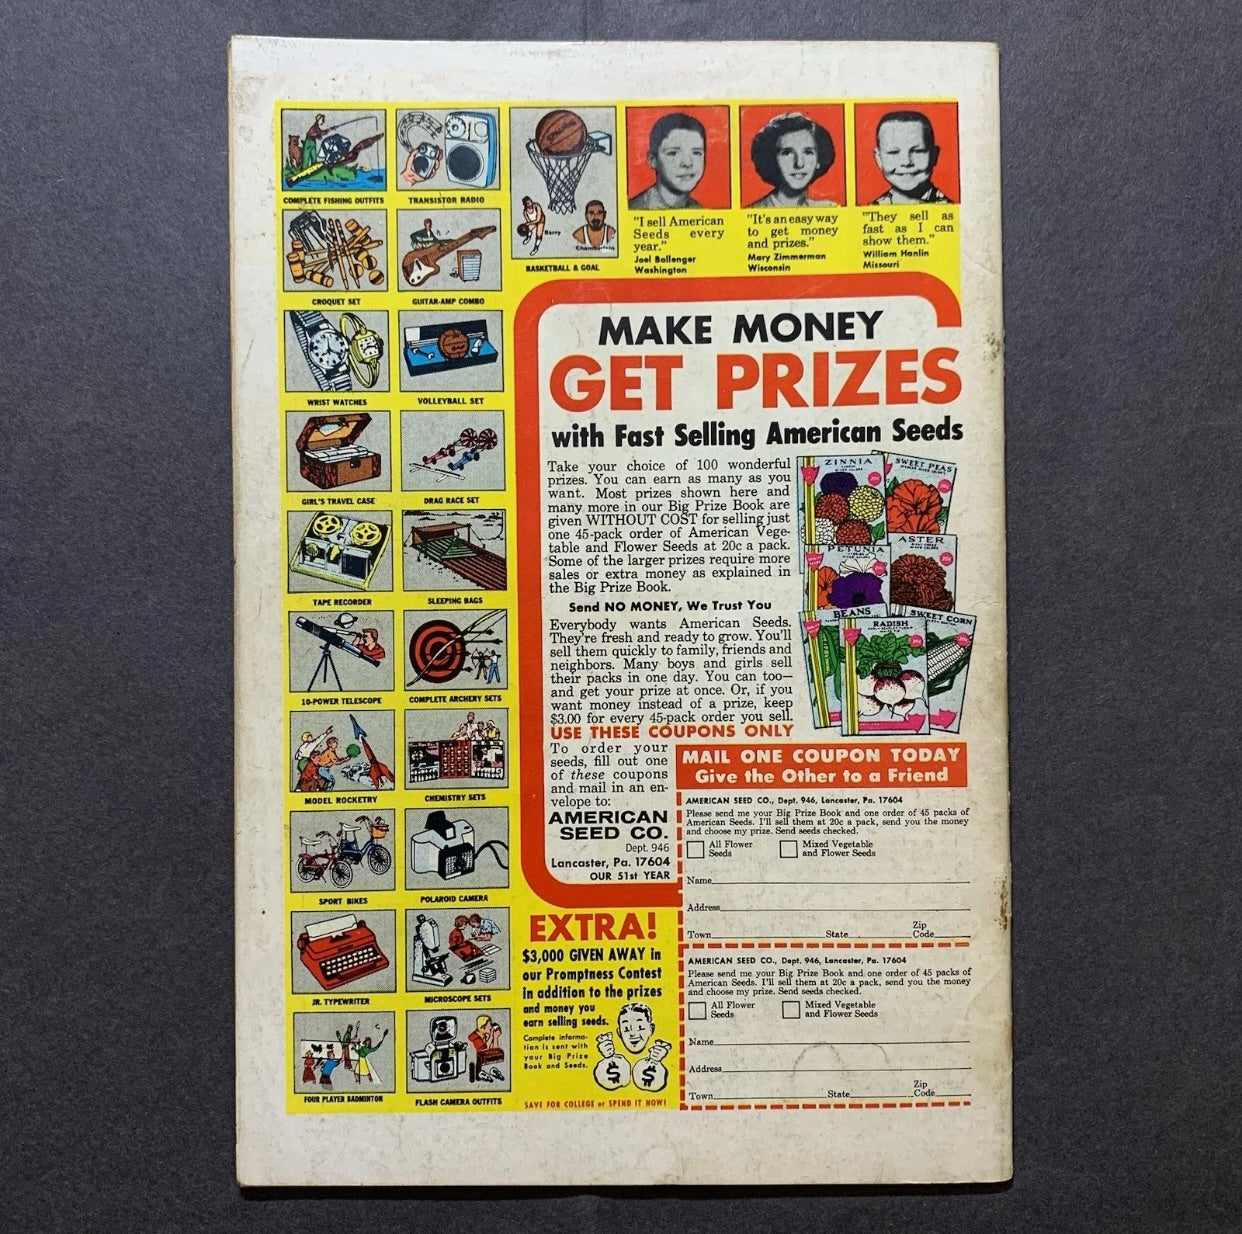 COMPLETE FISHING OUTFITS
TRANSISTOR RADIO
CROQUET SET
GUITAR-AMP COMBO
WRIST WATCHES
VOLLEYBALL SET
GIRL'S TRAVEL CASE
DRAG RACE SET
TAPE RECORDER
SLEEPING BAGS
10-POWER TELESCOPE
COMPLETE ARCHERY SETS
MODEL ROCKETRY
CHEMISTRY SETS
SPORT BIKES
POLAROID CAMERA
JR. TYPEWRITER
MICROSCOPE SETS
FOUR PLAYER BADMINTON
FLASH CAMERA OUTFITS
Barry
Chamberlain
BASKETBALL & GOAL
"I sell American
Seeds every
year."
Joel Ballenger
Washington
"It's an easy way
to get money
and prizes."
Mary Zimmerman
Wisconsin
"They sell as
fast as I can
show them."
William Hanlin
Missouri
MAKE MONEY
GET PRIZES
with Fast Selling American Seeds
Take your choice of 100 wonderful
prizes. You can earn as many as you
want. Most prizes shown here and
many more in our Big Prize Book are
given WITHOUT COST for selling just
one 45-pack order of American Vege-
table and Flower Seeds at 20c a pack.
Some of the larger prizes require more
sales or extra money as explained in
the Big Prize Book.
Send NO MONEY, We Trust You
Everybody wants American Seeds.
They're fresh and ready to grow. You'll
sell them quickly to family, friends and
neighbors. Many boys and girls sell
their packs in one day. You can too—
and get your prize at once. Or, if you
want money instead of a prize, keep
$3.00 for every 45-pack order you sell.
USE THESE COUPONS ONLY
To order your
seeds, fill out one
of these coupons
and mail in an en-
velope to:
AMERICAN
SEED CO.
Dept. 946
Lancaster, Pa. 17604
OUR 51st YEAR
ZINNIA
SWEET PEAS
PETUNIA
ASTER
BEANS
RADISH
SWEET CORN
MAIL ONE COUPON TODAY
Give the Other to a Friend
AMERICAN SEED CO., Dept. 946, Lancaster, Pa. 17604
Please send me your Big Prize Book and one order of 45 packs of
American Seeds. I'll sell them at 20c a pack, send you the money
and choose my prize. Send seeds checked.
All Flower
Seeds
Mixed Vegetable
and Flower Seeds
Name
Address
Town State Zip Code
AMERICAN SEED CO., Dept. 946, Lancaster, Pa. 17604
Please send me your Big Prize Book and one order of 45 packs of
American Seeds. I'll sell them at 20c a pack, send you the money
and choose my prize. Send seeds checked.
All Flower
Seeds
Mixed Vegetable
and Flower Seeds
Name
Address
Town State Zip Code
EXTRA!
$3,000 GIVEN AWAY in
our Promptness Contest
in addition to the prizes
and money you
earn selling seeds.
Complete informa-
tion is sent with
your Big Prize
Book and Seeds.
$ $
SAVE FOR COLLEGE or SPEND IT NOW!